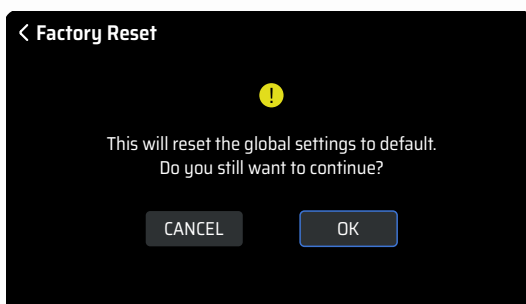 Factory Reset
This will reset the global settings to default.
Do you still want to continue?
CANCEL
OK